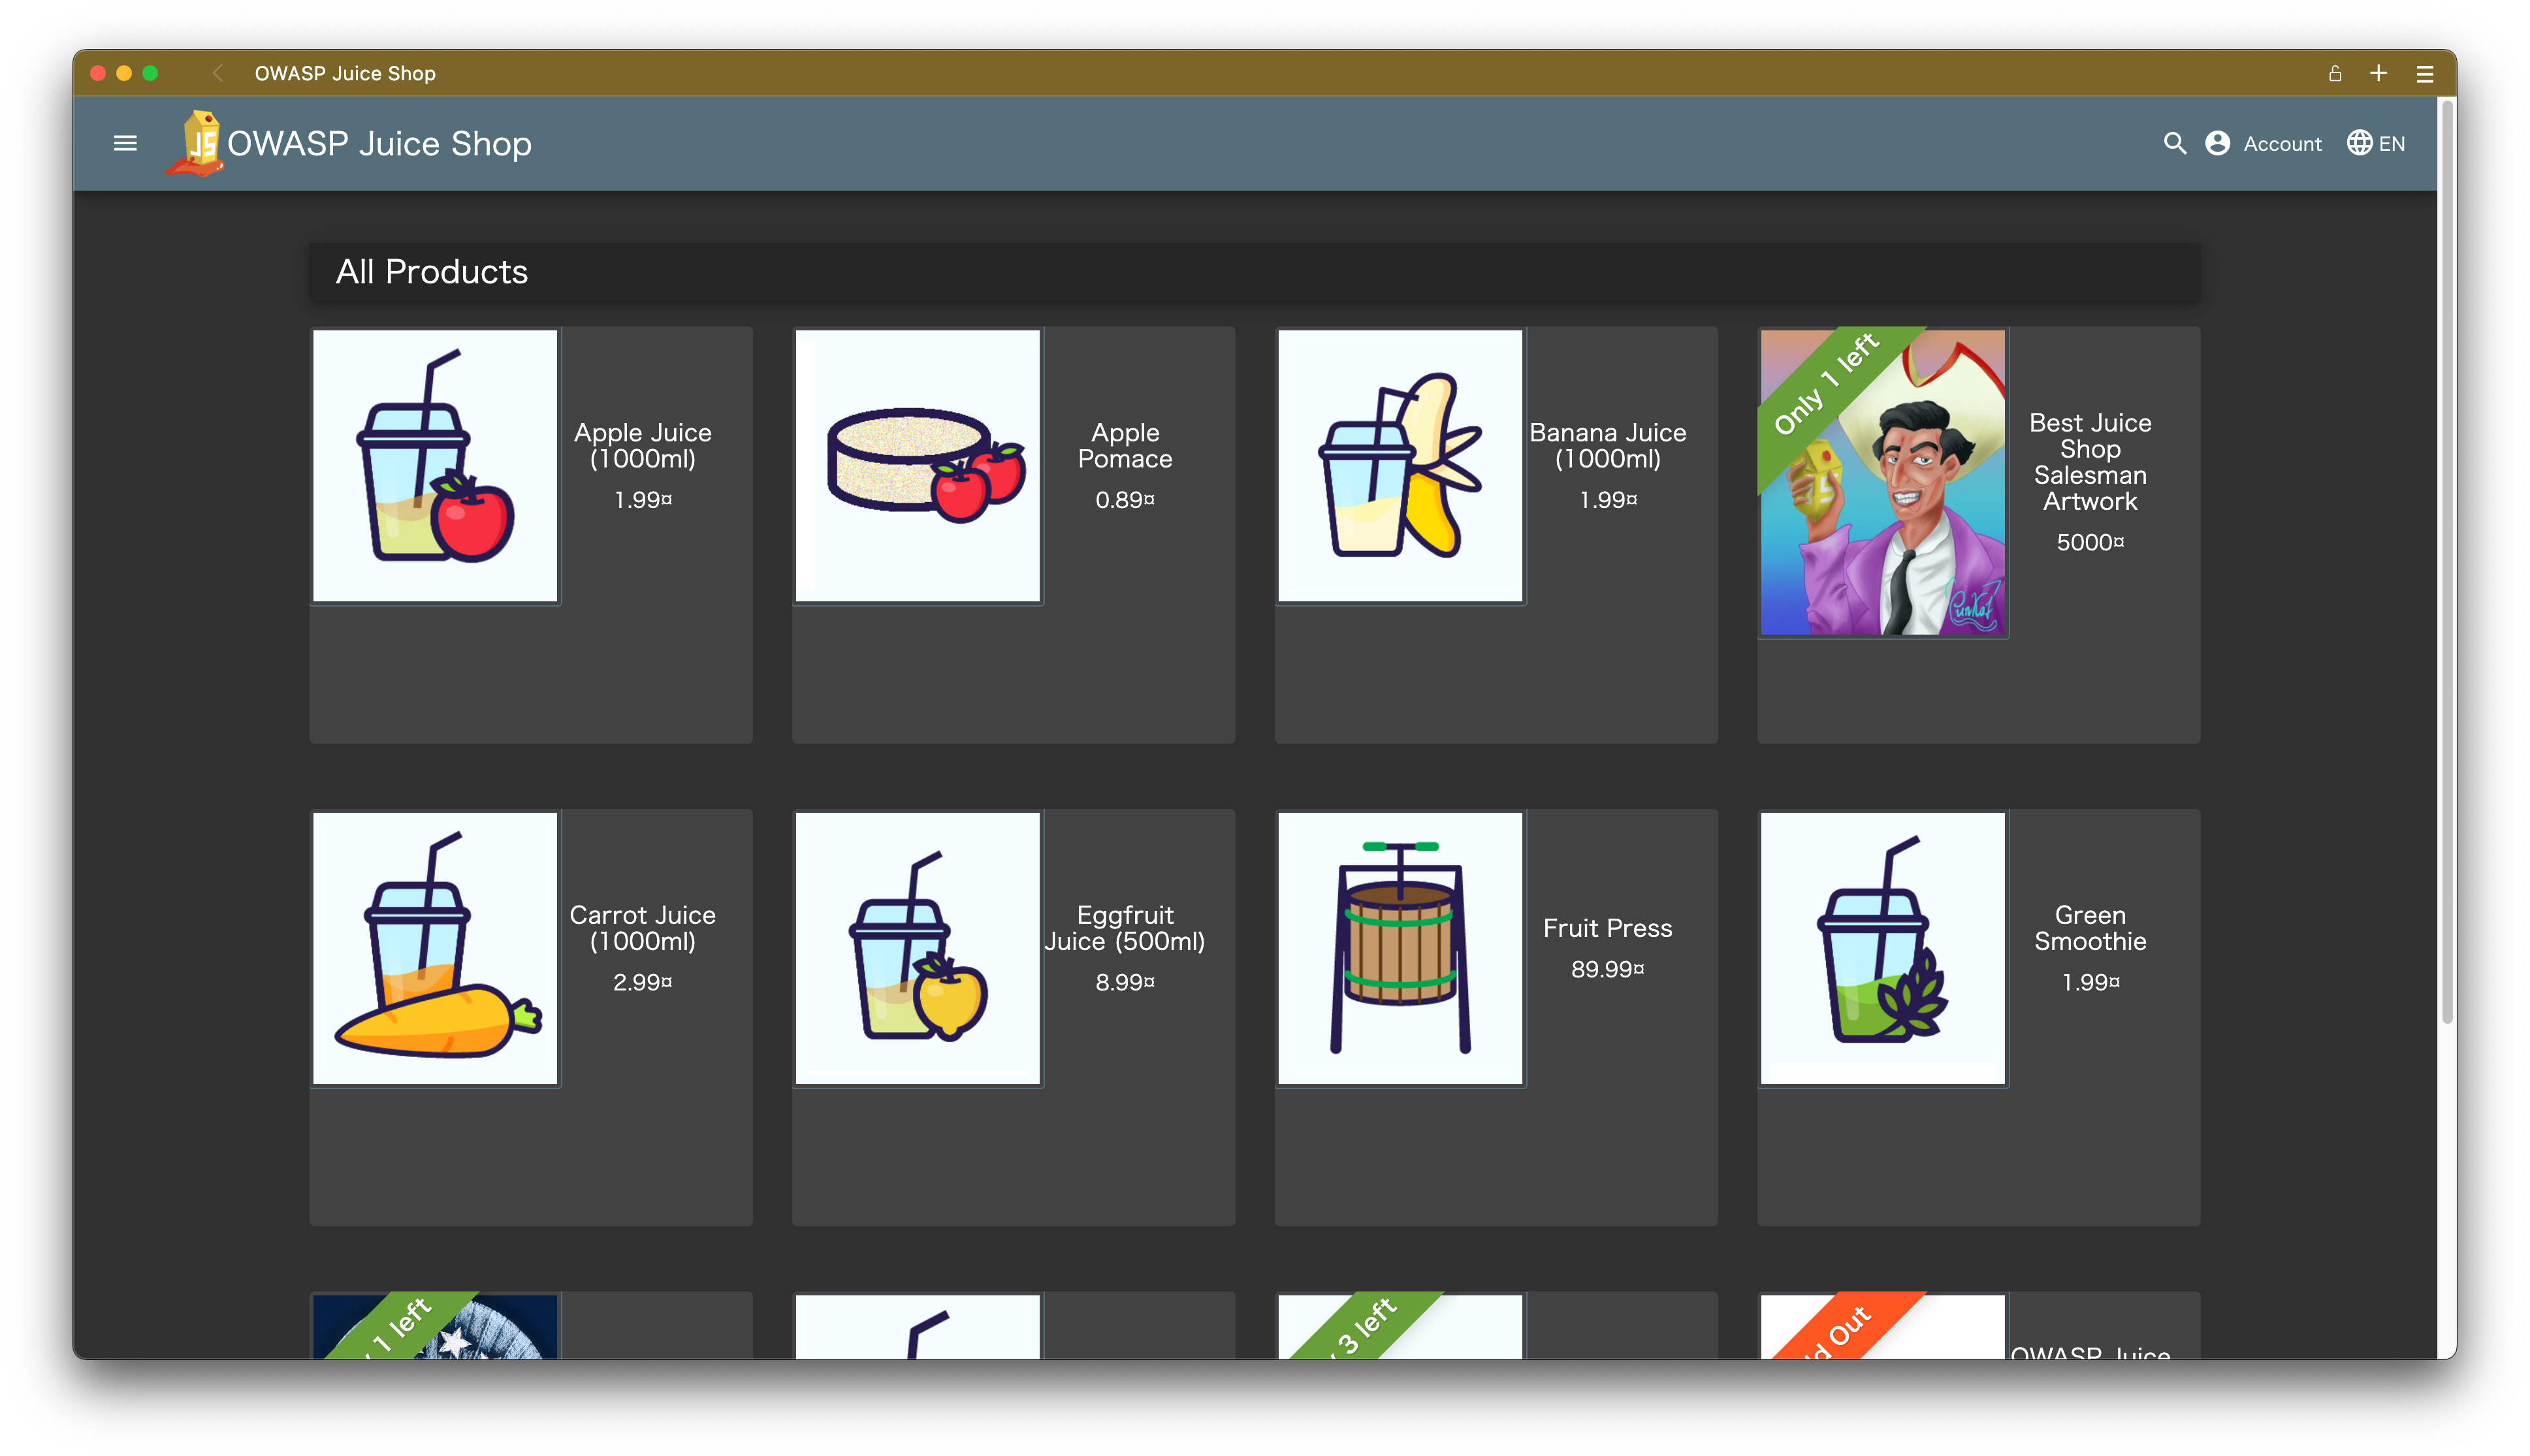 OWASP Juice Shop
JS
OWASP Juice Shop
Account
EN
All Products
Apple Juice
(1000ml)
1.99¤
Apple
Pomace
0.89¤
Banana Juice
(1000ml)
1.99¤
Only 1 left
Best Juice
Shop
Salesman
Artwork
5000¤
Carrot Juice
(1000ml)
2.99¤
Eggfruit
Juice (500ml)
8.99¤
Fruit Press
89.99¤
Green
Smoothie
1.99¤
1 left
3 left
Out
OWASP Juice